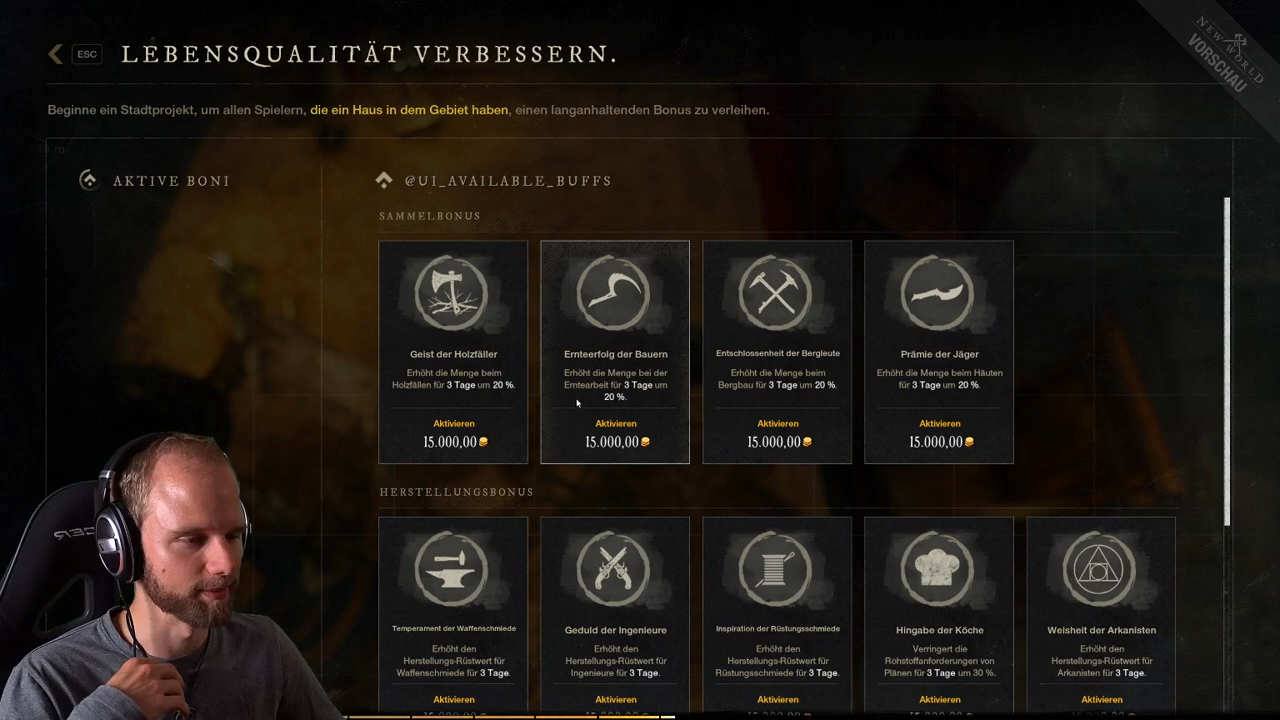 ESC
LEBENSQUALITÄT VERBESSERN.
NEW WORLD
VORSCHAU
Beginne ein Stadtprojekt, um allen Spielern, die ein Haus in dem Gebiet haben, einen langanhaltenden Bonus zu verleihen.
AKTIVE BONI
@UI_AVAILABLE_BUFFS
SAMMELBONUS
Geist der Holzfäller
Erhöht die Menge beim
Holzfällen für 3 Tage um 20 %.
Aktivieren
15.000,00
Ernteerfolg der Bauern
Erhöht die Menge bei der
Erntearbeit für 3 Tage um
20 %.
Aktivieren
15.000,00
Entschlossenheit der Bergleute
Erhöht die Menge beim
Bergbau für 3 Tage um 20 %.
Aktivieren
15.000,00
Prämie der Jäger
Erhöht die Menge beim Häuten
für 3 Tage um 20 %.
Aktivieren
15.000,00
HERSTELLUNGSBONUS
Temperament der Waffenschmiede
Erhöht den
Herstellungs-Rüstwert für
Waffenschmiede für 3 Tage.
Aktivieren
Geduld der Ingenieure
Erhöht den
Herstellungs-Rüstwert für
Ingenieure für 3 Tage.
Aktivieren
Inspiration der Rüstungsschmiede
Erhöht den
Herstellungs-Rüstwert für
Rüstungsschmiede für 3 Tage.
Aktivieren
Hingabe der Köche
Verringert die
Rohstoffanforderungen von
Plänen für 3 Tage um 30 %.
Aktivieren
Weisheit der Arkanisten
Erhöht den
Herstellungs-Rüstwert für
Arkanisten für 3 Tage.
Aktivieren